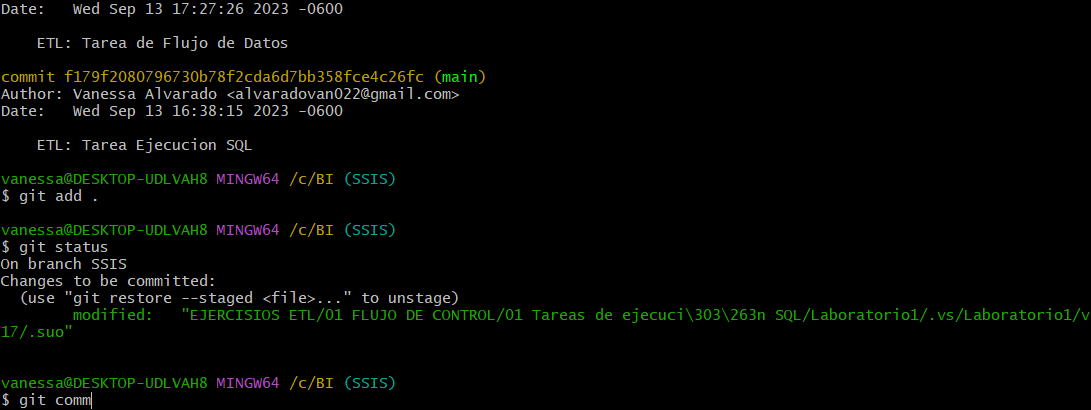 Date:   Wed Sep 13 17:27:26 2023 -0600
    ETL: Tarea de Flujo de Datos
commit f179f2080796730b78f2cda6d7bb358fce4c26fc (main)
Author: Vanessa Alvarado <alvaradovan022@gmail.com>
Date:   Wed Sep 13 16:38:15 2023 -0600
    ETL: Tarea Ejecucion SQL
vanessa@DESKTOP-UDLVAH8 MINGW64 /c/BI (SSIS)
$ git add .
vanessa@DESKTOP-UDLVAH8 MINGW64 /c/BI (SSIS)
$ git status
On branch SSIS
Changes to be committed:
  (use "git restore --staged <file>..." to unstage)
        modified:   "EJERCISIOS ETL/01 FLUJO DE CONTROL/01 Tareas de ejecuci\303\263n SQL/Laboratorio1/.vs/Laboratorio1/v
17/.suo"
vanessa@DESKTOP-UDLVAH8 MINGW64 /c/BI (SSIS)
$ git comm